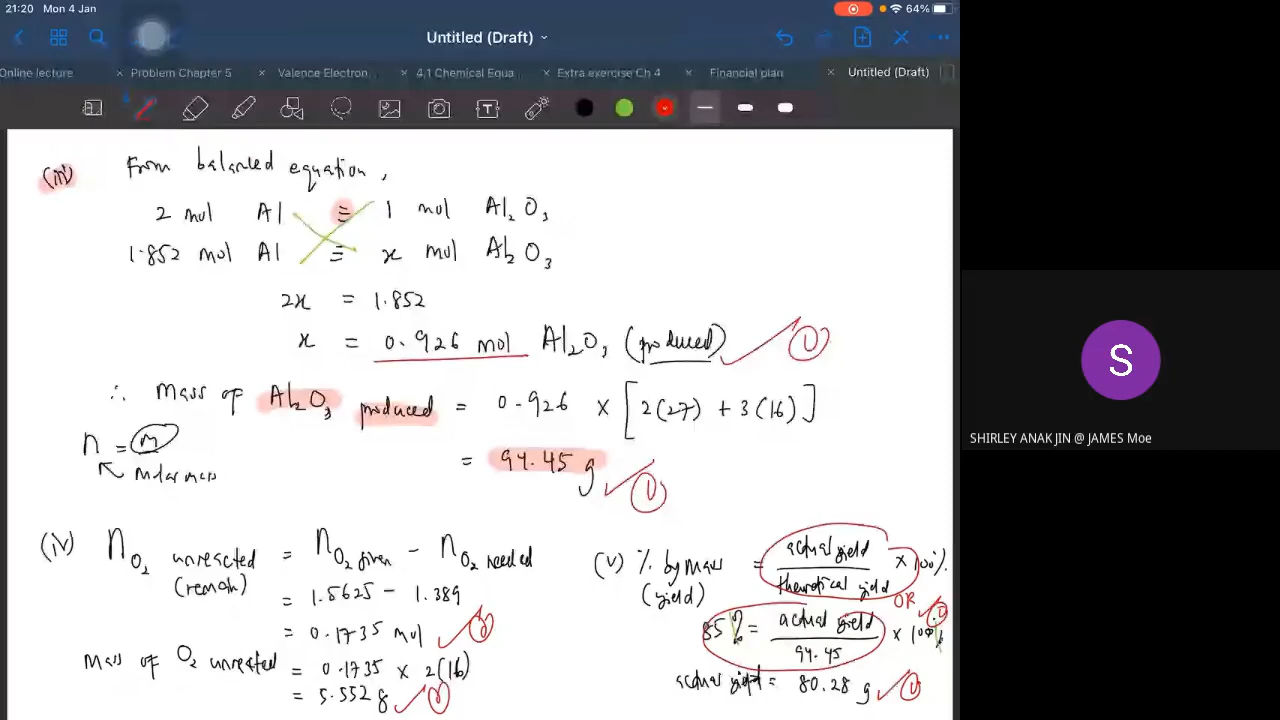 21:20 Mon 4 Jan 64%
Untitled (Draft)
Online lecture × Problem Chapter 5 × Valence Electron... × 4.1 Chemical Equa... × Extra exercise Ch 4 × Financial plan × Untitled (Draft)
(iii) From balanced equation,
2 mol Al ≡ 1 mol Al₂O₃
1.852 mol Al ≡ x mol Al₂O₃
2x = 1.852
x = 0.926 mol Al₂O₃ (produced) ✓ ①
∴ Mass of Al₂O₃ produced = 0.926 × [2(27) + 3(16)]
n = m
Molar mass
= 94.45 g ✓ ①
(iv) nO₂ unreacted (remain) = nO₂ given − nO₂ needed
= 1.5625 − 1.389
= 0.1735 mol ✓ ①
Mass of O₂ unreacted = 0.1735 × 2(16)
= 5.552 g ✓ ①
(v) % by mass (yield) = actual yield / theoretical yield × 100%
OR ✓ ①
85% = actual yield / 94.45 × 100%
actual yield = 80.28 g ✓ ①
S
SHIRLEY ANAK JIN @ JAMES Moe